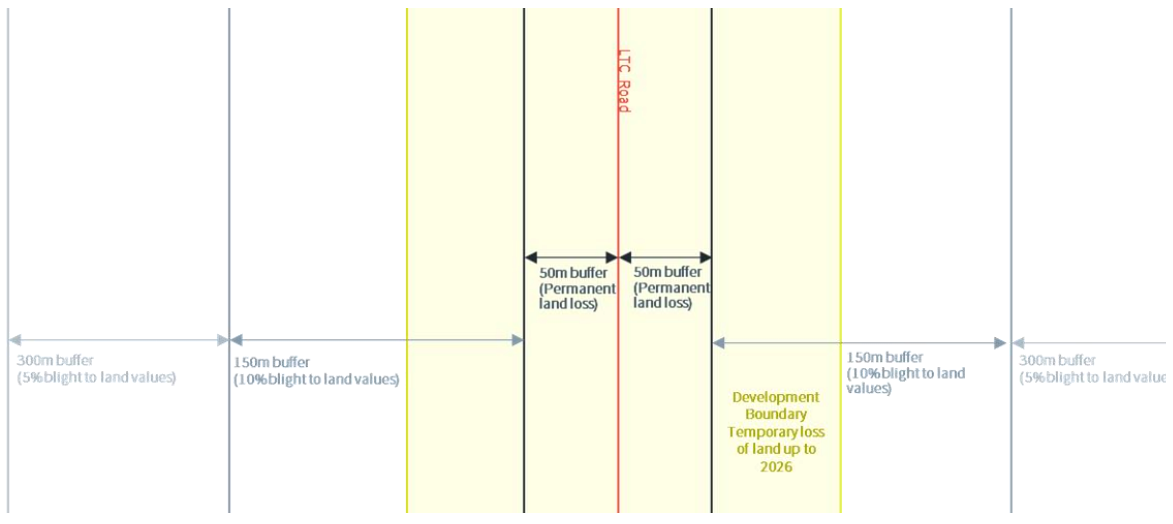 LTC Road
50m buffer
(Permanent
land loss)
50m buffer
(Permanent
land loss)
300m buffer
(5% blight to land values)
150m buffer
(10% blight to land values)
150m buffer
(10% blight to land
values)
300m buffer
(5% blight to land value
Development
Boundary
Temporary loss
of land up to
2026